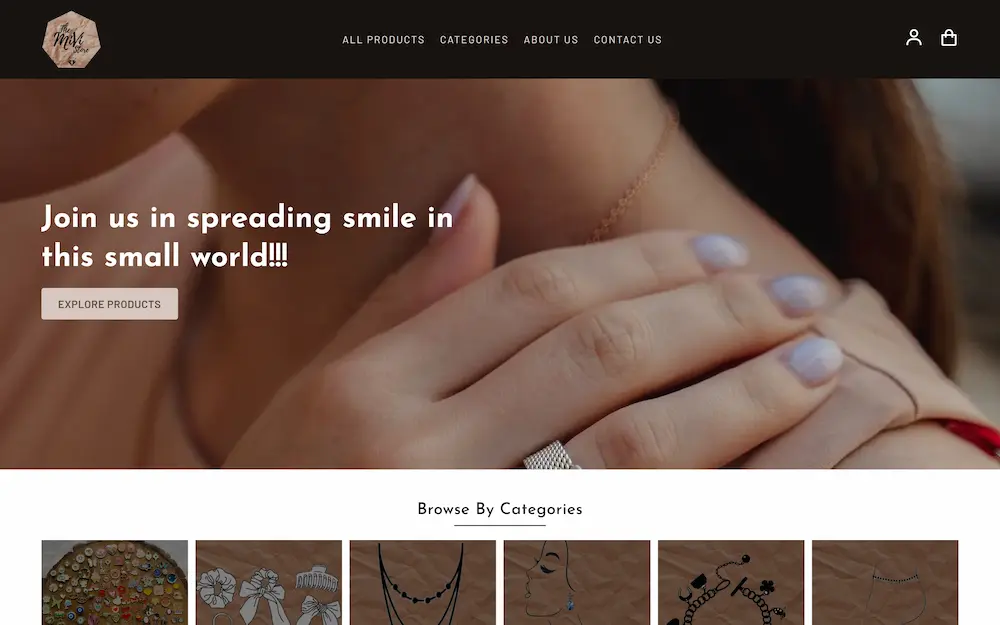 The
MiVi
Store
ALL PRODUCTS CATEGORIES ABOUT US CONTACT US
Join us in spreading smile in
this small world!!!
EXPLORE PRODUCTS
Browse By Categories